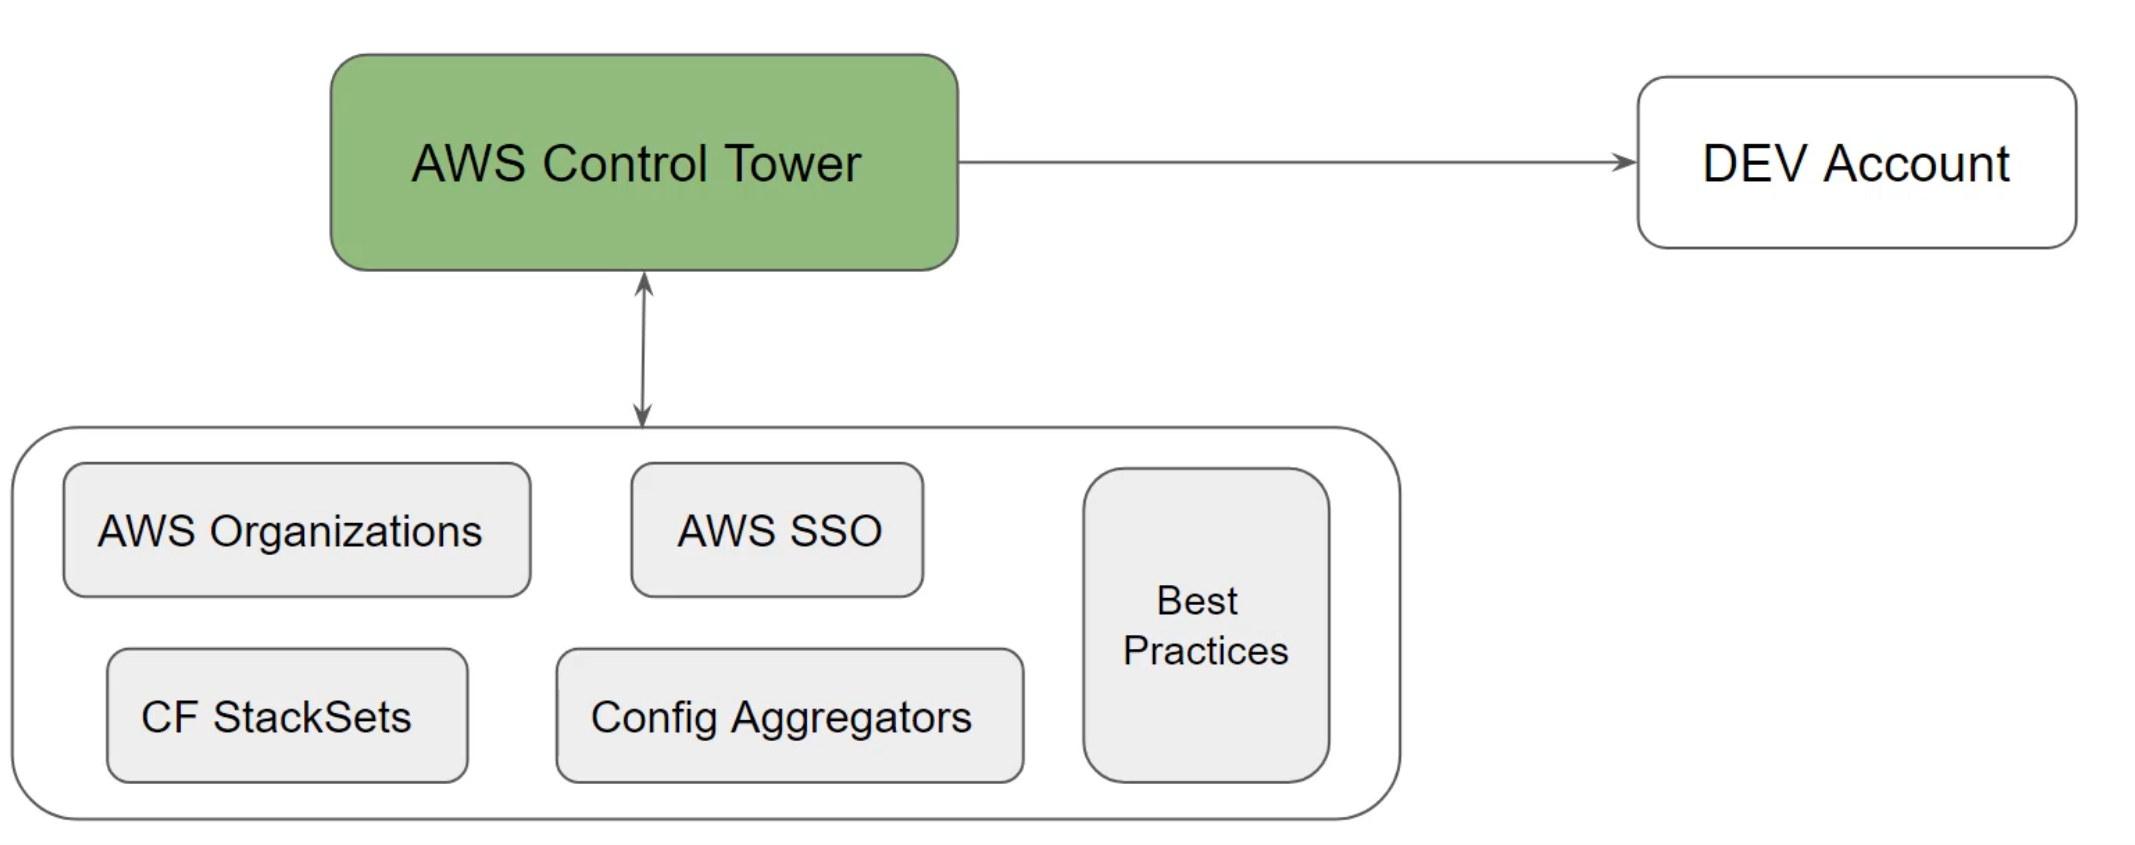 AWS Control Tower
DEV Account
AWS Organizations
AWS SSO
Best
Practices
CF StackSets
Config Aggregators